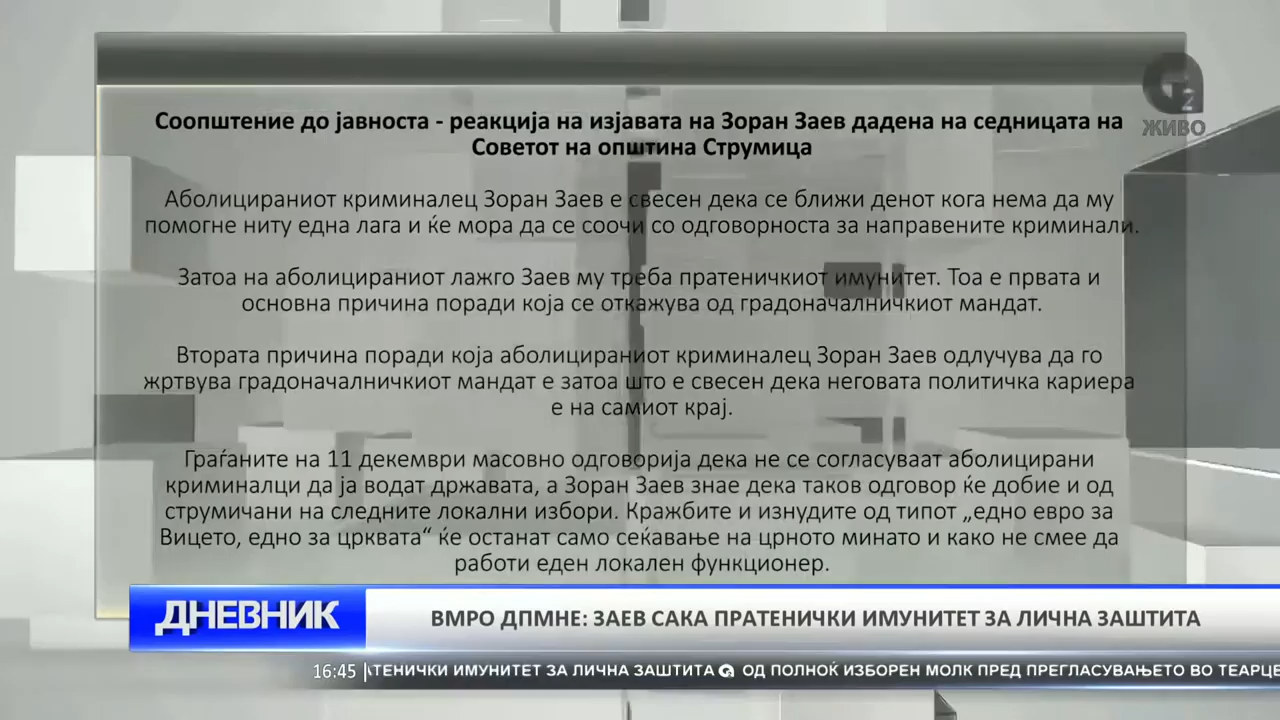 Соопштение до јавноста - реакција на изјавата на Зоран Заев дадена на седницата на
Советот на општина Струмица
Аболицираниот криминалец Зоран Заев е свесен дека се ближи денот кога нема да му
помогне ниту една лага и ќе мора да се соочи со одговорноста за направените криминали.
Затоа на аболицираниот лажго Заев му треба пратеничкиот имунитет. Тоа е првата и
основна причина поради која се откажува од градоначалничкиот мандат.
Втората причина поради која аболицираниот криминалец Зоран Заев одлучува да го
жртвува градоначалничкиот мандат е затоа што е свесен дека неговата политичка кариера
е на самиот крај.
Граѓаните на 11 декември масовно одговорија дека не се согласуваат аболицирани
криминалци да ја водат државата, а Зоран Заев знае дека таков одговор ќе добие и од
струмичани на следните локални избори. Кражбите и изнудите од типот „едно евро за
Вицето, едно за црквата“ ќе останат само сеќавање на црното минато и како не смее да
работи еден локален функционер.
2
ЖИВО
ДНЕВНИК
ВМРО ДПМНЕ: ЗАЕВ САКА ПРАТЕНИЧКИ ИМУНИТЕТ ЗА ЛИЧНА ЗАШТИТА
16:45
АТЕНИЧКИ ИМУНИТЕТ ЗА ЛИЧНА ЗАШТИТА ОД ПОЛНОЌ ИЗБОРЕН МОЛК ПРЕД ПРЕГЛАСУВАЊЕТО ВО ТЕАРЦЕ